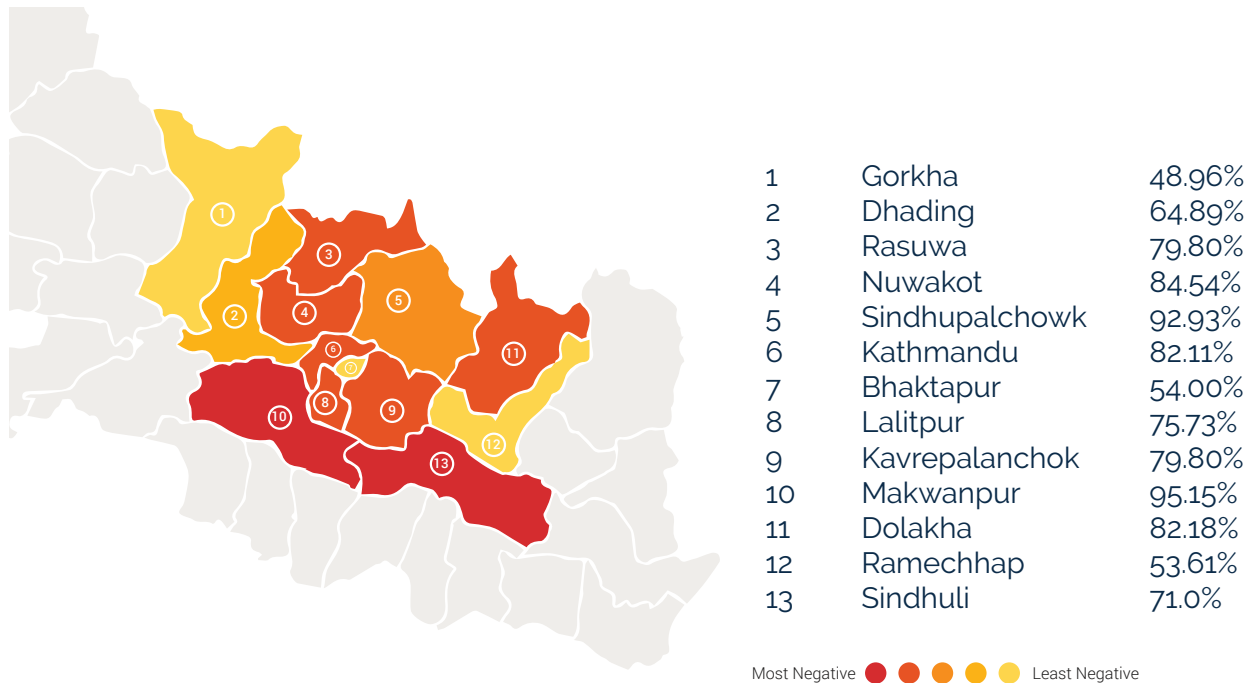 1
2
3
4
5
6
7
8
9
10
11
12
13
1 Gorkha 48.96%
2 Dhading 64.89%
3 Rasuwa 79.80%
4 Nuwakot 84.54%
5 Sindhupalchowk 92.93%
6 Kathmandu 82.11%
7 Bhaktapur 54.00%
8 Lalitpur 75.73%
9 Kavrepalanchok 79.80%
10 Makwanpur 95.15%
11 Dolakha 82.18%
12 Ramechhap 53.61%
13 Sindhuli 71.0%
Most Negative Least Negative